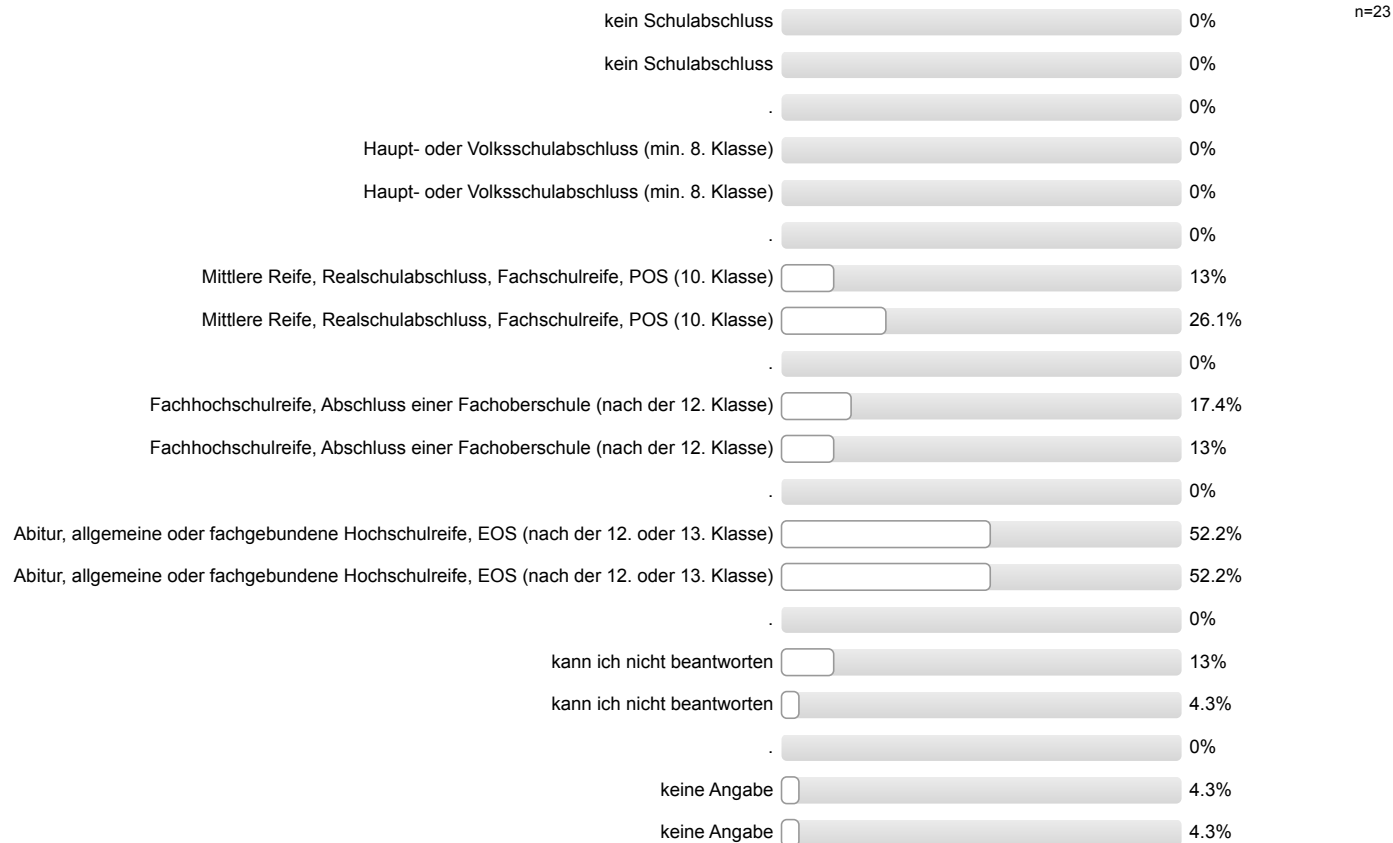 kein Schulabschluss 0% n=23
kein Schulabschluss 0%
. 0%
Haupt- oder Volksschulabschluss (min. 8. Klasse) 0%
Haupt- oder Volksschulabschluss (min. 8. Klasse) 0%
. 0%
Mittlere Reife, Realschulabschluss, Fachschulreife, POS (10. Klasse) 13%
Mittlere Reife, Realschulabschluss, Fachschulreife, POS (10. Klasse) 26.1%
. 0%
Fachhochschulreife, Abschluss einer Fachoberschule (nach der 12. Klasse) 17.4%
Fachhochschulreife, Abschluss einer Fachoberschule (nach der 12. Klasse) 13%
. 0%
Abitur, allgemeine oder fachgebundene Hochschulreife, EOS (nach der 12. oder 13. Klasse) 52.2%
Abitur, allgemeine oder fachgebundene Hochschulreife, EOS (nach der 12. oder 13. Klasse) 52.2%
. 0%
kann ich nicht beantworten 13%
kann ich nicht beantworten 4.3%
. 0%
keine Angabe 4.3%
keine Angabe 4.3%